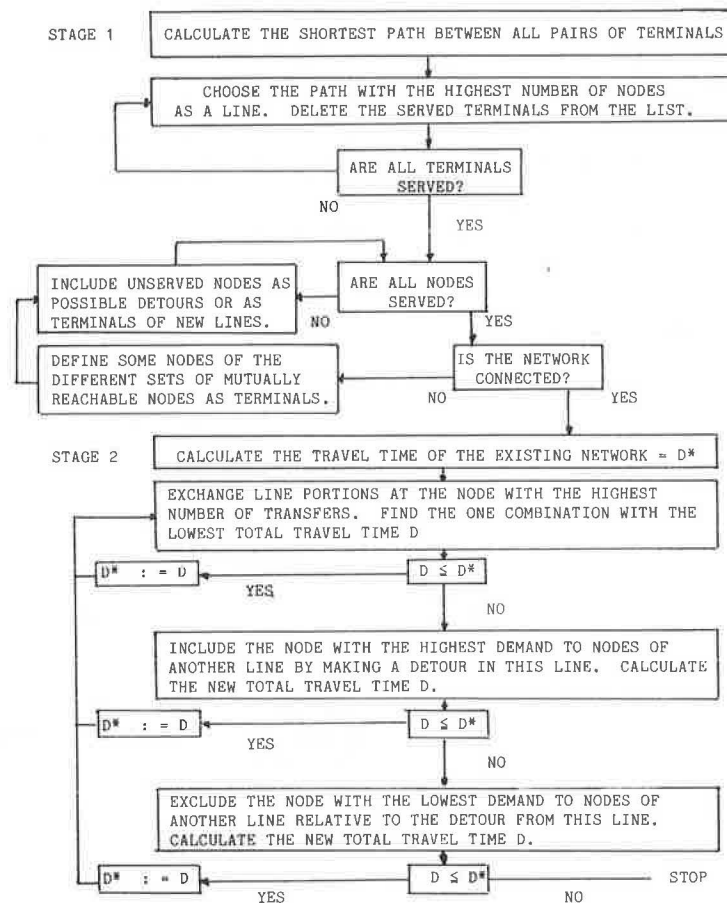 STAGE 1
CALCULATE THE SHORTEST PATH BETWEEN ALL PAIRS OF TERMINALS
CHOOSE THE PATH WITH THE HIGHEST NUMBER OF NODES
AS A LINE. DELETE THE SERVED TERMINALS FROM THE LIST.
ARE ALL TERMINALS
SERVED?
NO
YES
INCLUDE UNSERVED NODES AS
POSSIBLE DETOURS OR AS
TERMINALS OF NEW LINES.
ARE ALL NODES
SERVED?
NO
YES
DEFINE SOME NODES OF THE
DIFFERENT SETS OF MUTUALLY
REACHABLE NODES AS TERMINALS.
IS THE NETWORK
CONNECTED?
NO
YES
STAGE 2
CALCULATE THE TRAVEL TIME OF THE EXISTING NETWORK = D*
EXCHANGE LINE PORTIONS AT THE NODE WITH THE HIGHEST
NUMBER OF TRANSFERS. FIND THE ONE COMBINATION WITH THE
LOWEST TOTAL TRAVEL TIME D
D* : = D
YES
D ≤ D*
NO
INCLUDE THE NODE WITH THE HIGHEST DEMAND TO NODES OF
ANOTHER LINE BY MAKING A DETOUR IN THIS LINE. CALCULATE
THE NEW TOTAL TRAVEL TIME D.
D* : = D
YES
D ≤ D*
NO
EXCLUDE THE NODE WITH THE LOWEST DEMAND TO NODES OF
ANOTHER LINE RELATIVE TO THE DETOUR FROM THIS LINE.
CALCULATE THE NEW TOTAL TRAVEL TIME D.
D* : = D
YES
D ≤ D*
NO
STOP